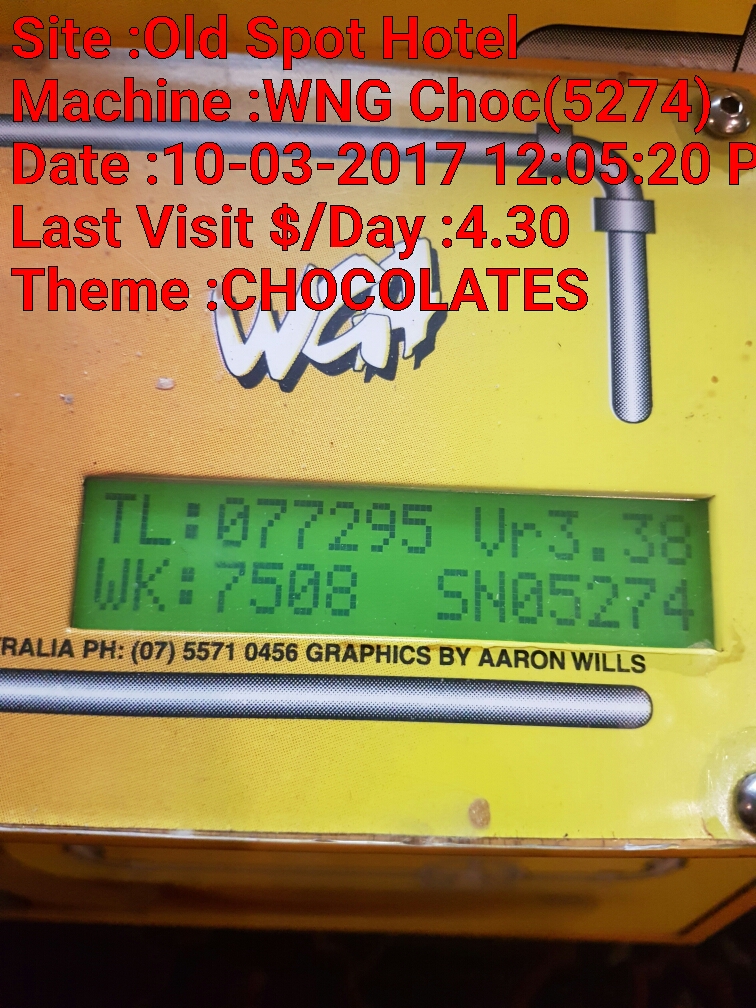 Site :Old Spot Hotel
Machine :WNG Choc(5274)
Date :10-03-2017 12:05:20 P
Last Visit $/Day :4.30
Theme :CHOCOLATES
WGA
TL:077295 Vr3.38
WK:7508 SN05274
RALIA PH: (07) 5571 0456 GRAPHICS BY AARON WILLS